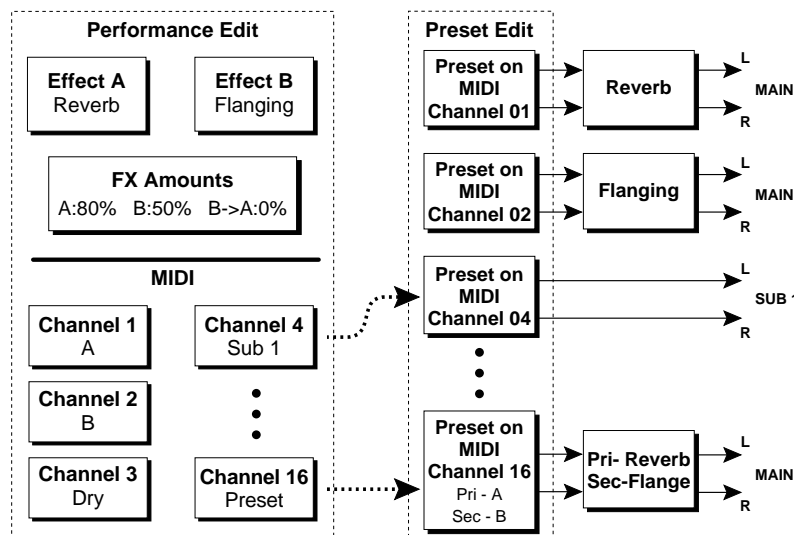 Performance Edit
Effect A
Reverb
Effect B
Flanging
FX Amounts
A:80% B:50% B->A:0%
MIDI
Channel 1
A
Channel 4
Sub 1
Channel 2
B
Channel 3
Dry
Channel 16
Preset
Preset Edit
Preset on
MIDI
Channel 01
Reverb
L
MAIN
R
Preset on
MIDI
Channel 02
Flanging
L
MAIN
R
Preset on
MIDI
Channel 04
L
SUB 1
R
Preset on
MIDI
Channel 16
Pri - A
Sec - B
Pri- Reverb
Sec-Flange
L
MAIN
R